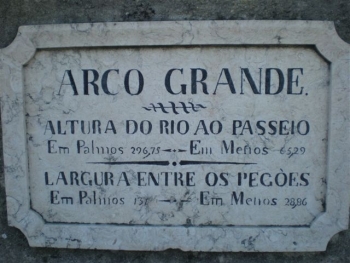 ARCO GRANDE.
ALTURA DO RIO AO PASSEIO
Em Palmos 296,75 Em Metros 65,29
LARGURA ENTRE OS PEGÕES
Em Palmos Em Metros 28,86